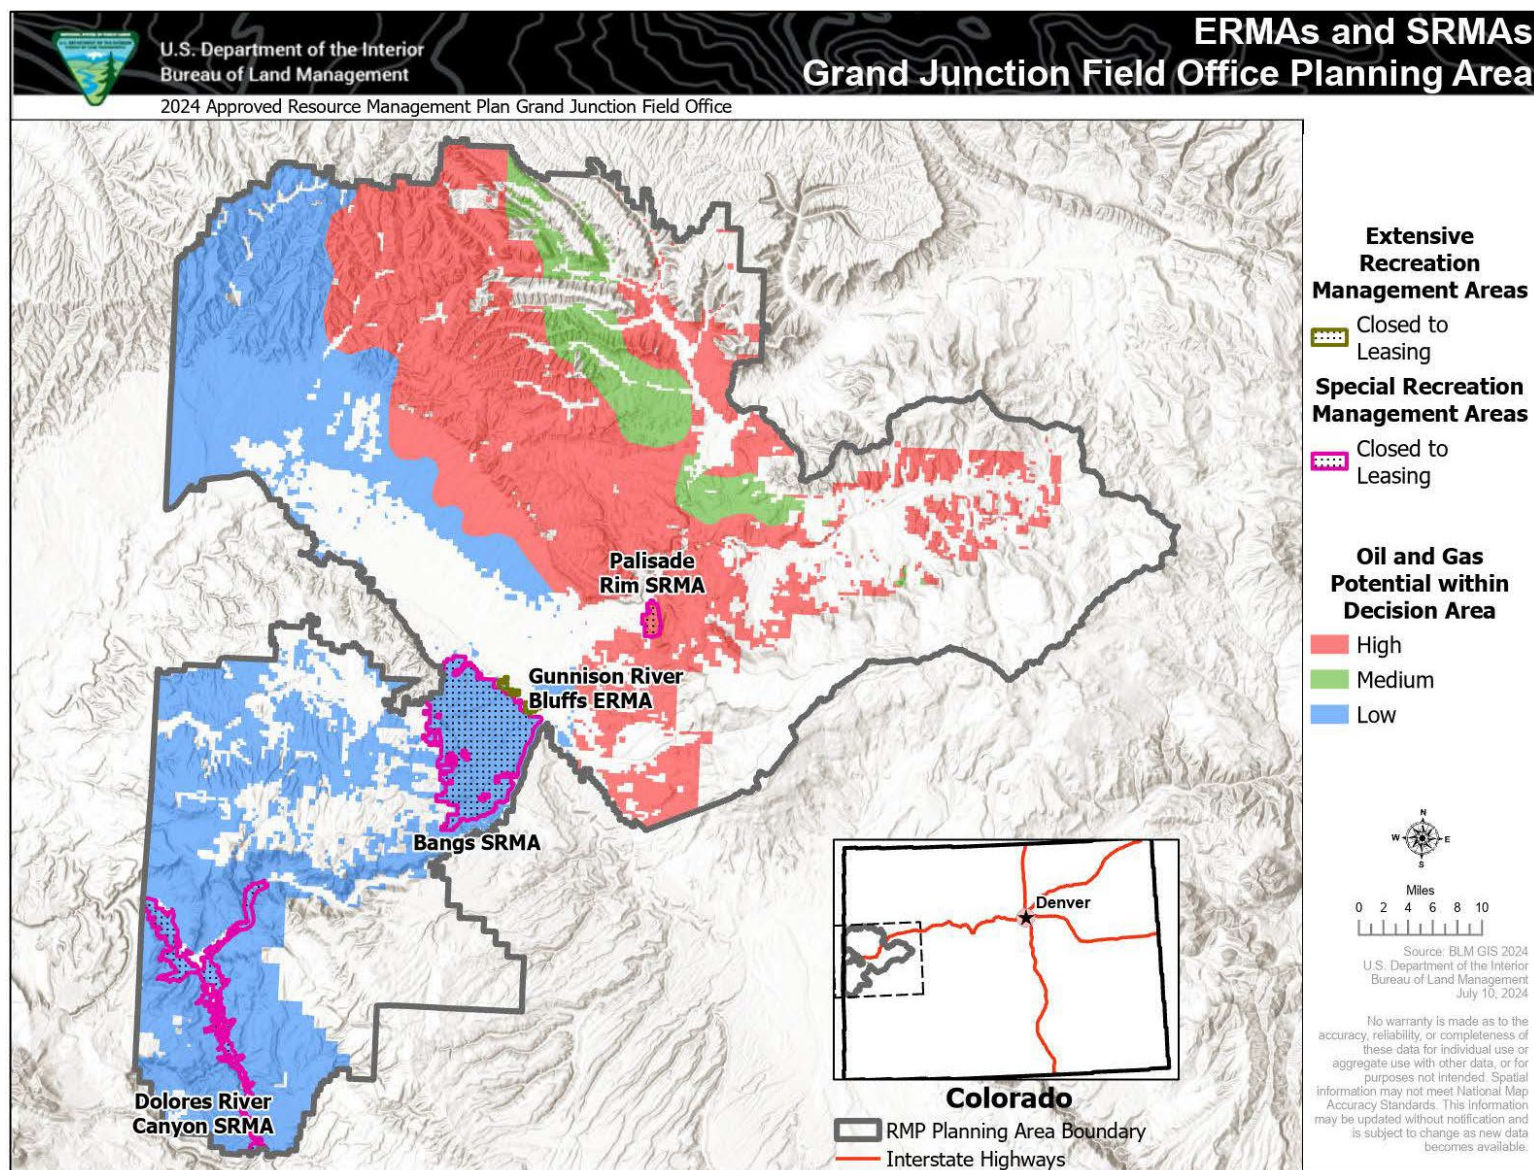 U.S. Department of the Interior
Bureau of Land Management
ERMAs and SRMAs
Grand Junction Field Office Planning Area
2024 Approved Resource Management Plan Grand Junction Field Office
Palisade
Rim SRMA
Gunnison River
Bluffs ERMA
Bangs SRMA
Dolores River
Canyon SRMA
Extensive
Recreation
Management Areas
Closed to
Leasing
Special Recreation
Management Areas
Closed to
Leasing
Oil and Gas
Potential within
Decision Area
High
Medium
Low
N
W
E
S
Miles
0 2 4 6 8 10
Source: BLM GIS 2024
U.S. Department of the Interior
Bureau of Land Management
July 10, 2024
No warranty is made as to the
accuracy, reliability, or completeness of
these data for individual use or
aggregate use with other data, or for
purposes not intended. Spatial
information may not meet National Map
Accuracy Standards. This information
may be updated without notification and
is subject to change as new data
becomes available.
Denver
Colorado
RMP Planning Area Boundary
Interstate Highways